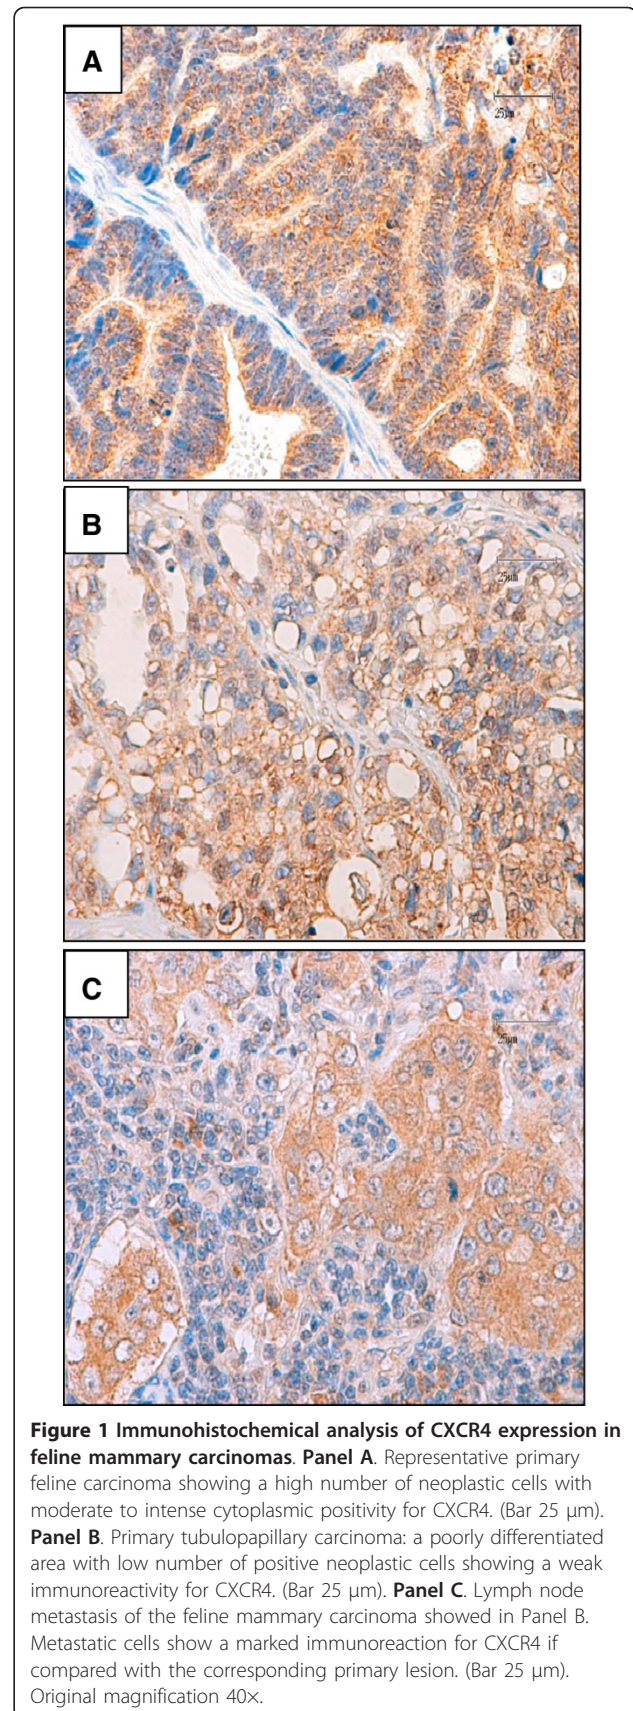 A
25µm
B
25µm
C
25µm
Figure 1 Immunohistochemical analysis of CXCR4 expression in
feline mammary carcinomas. Panel A. Representative primary
feline carcinoma showing a high number of neoplastic cells with
moderate to intense cytoplasmic positivity for CXCR4. (Bar 25 μm).
Panel B. Primary tubulopapillary carcinoma: a poorly differentiated
area with low number of positive neoplastic cells showing a weak
immunoreactivity for CXCR4. (Bar 25 μm). Panel C. Lymph node
metastasis of the feline mammary carcinoma showed in Panel B.
Metastatic cells show a marked immunoreaction for CXCR4 if
compared with the corresponding primary lesion. (Bar 25 μm).
Original magnification 40×.